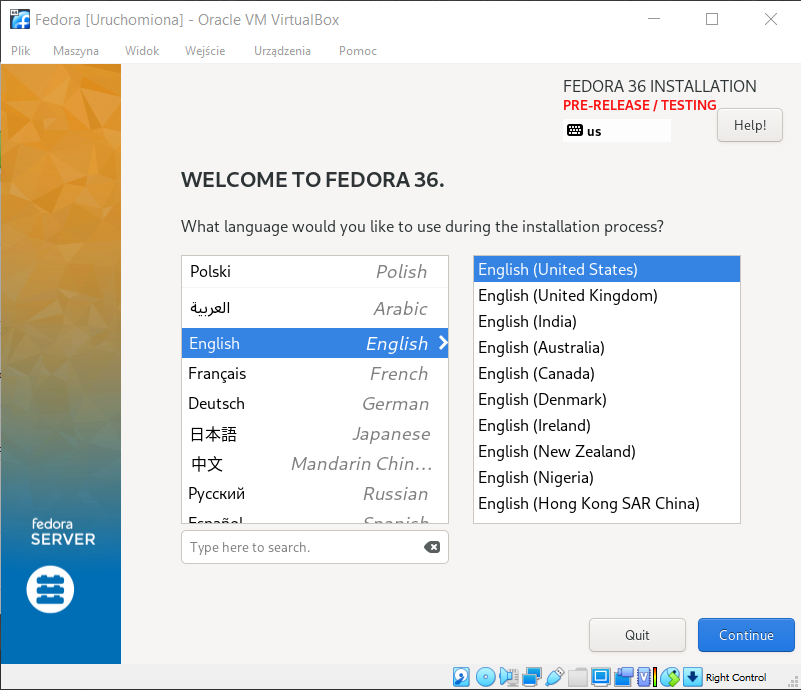 Fedora [Uruchomiona] - Oracle VM VirtualBox
Plik Maszyna Widok Wejście Urządzenia Pomoc
FEDORA 36 INSTALLATION
PRE-RELEASE / TESTING
us
Help!
WELCOME TO FEDORA 36.
What language would you like to use during the installation process?
Polski Polish
العربية Arabic
English English
Français French
Deutsch German
日本語 Japanese
中文 Mandarin Chin...
Русский Russian
Español Spanish
Type here to search.
English (United States)
English (United Kingdom)
English (India)
English (Australia)
English (Canada)
English (Denmark)
English (Ireland)
English (New Zealand)
English (Nigeria)
English (Hong Kong SAR China)
fedora
SERVER
Quit
Continue
Right Control